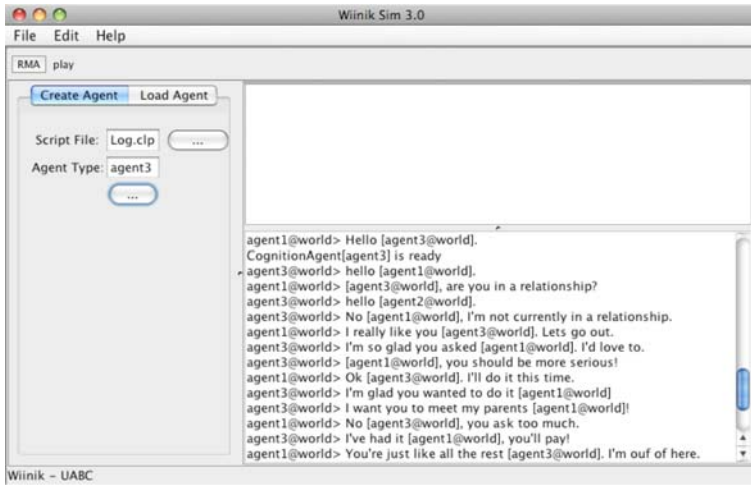 Wiinik Sim 3.0
File Edit Help
RMA play
Create Agent Load Agent
Script File: Log.clp ...
Agent Type: agent3
...
agent1@world> Hello [agent3@world].
CognitionAgent[agent3] is ready
agent3@world> hello [agent1@world].
agent1@world> [agent3@world], are you in a relationship?
agent3@world> hello [agent2@world].
agent3@world> No [agent1@world], I'm not currently in a relationship.
agent1@world> I really like you [agent3@world]. Lets go out.
agent3@world> I'm so glad you asked [agent1@world]. I'd love to.
agent3@world> [agent1@world], you should be more serious!
agent1@world> Ok [agent3@world]. I'll do it this time.
agent3@world> I'm glad you wanted to do it [agent1@world]
agent3@world> I want you to meet my parents [agent1@world]!
agent1@world> No [agent3@world], you ask too much.
agent3@world> I've had it [agent1@world], you'll pay!
agent1@world> You're just like all the rest [agent3@world]. I'm ouf of here.
Wiinik - UABC